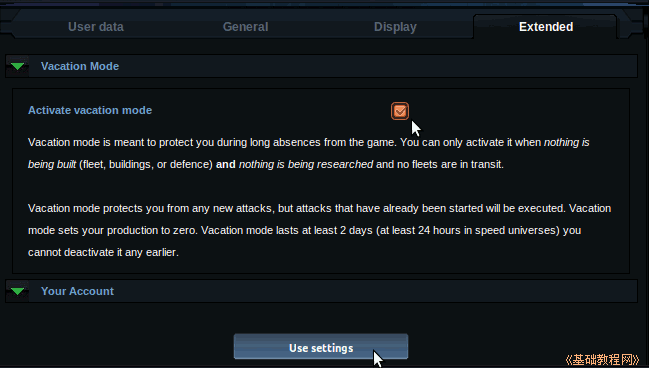 User data General Display Extended
Vacation Mode
Activate vacation mode
Vacation mode is meant to protect you during long absences from the game. You can only activate it when nothing is
being built (fleet, buildings, or defence) and nothing is being researched and no fleets are in transit.
Vacation mode protects you from any new attacks, but attacks that have already been started will be executed. Vacation
mode sets your production to zero. Vacation mode lasts at least 2 days (at least 24 hours in speed universes) you
cannot deactivate it any earlier.
Your Account
Use settings
《基础教程网》